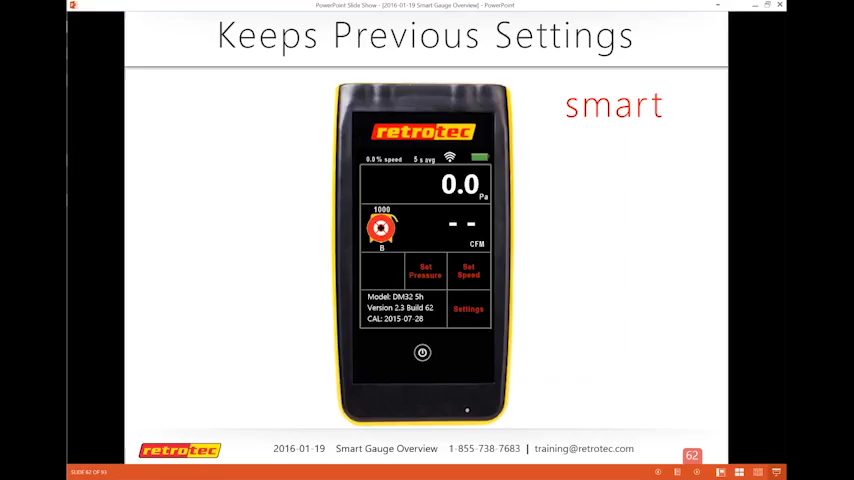 PowerPoint Slide Show - [2016-01-19 Smart Gauge Overview] - PowerPoint
Keeps Previous Settings
smart
retrotec
0.0 % speed 5 s avg
0.0
Pa
1000
B
- -
CFM
Set Pressure
Set Speed
Model: DM32 5h
Version 2.3 Build 62
CAL: 2015-07-28
Settings
retrotec
2016-01-19 Smart Gauge Overview 1-855-738-7683 | training@retrotec.com
62
SLIDE 62 OF 93